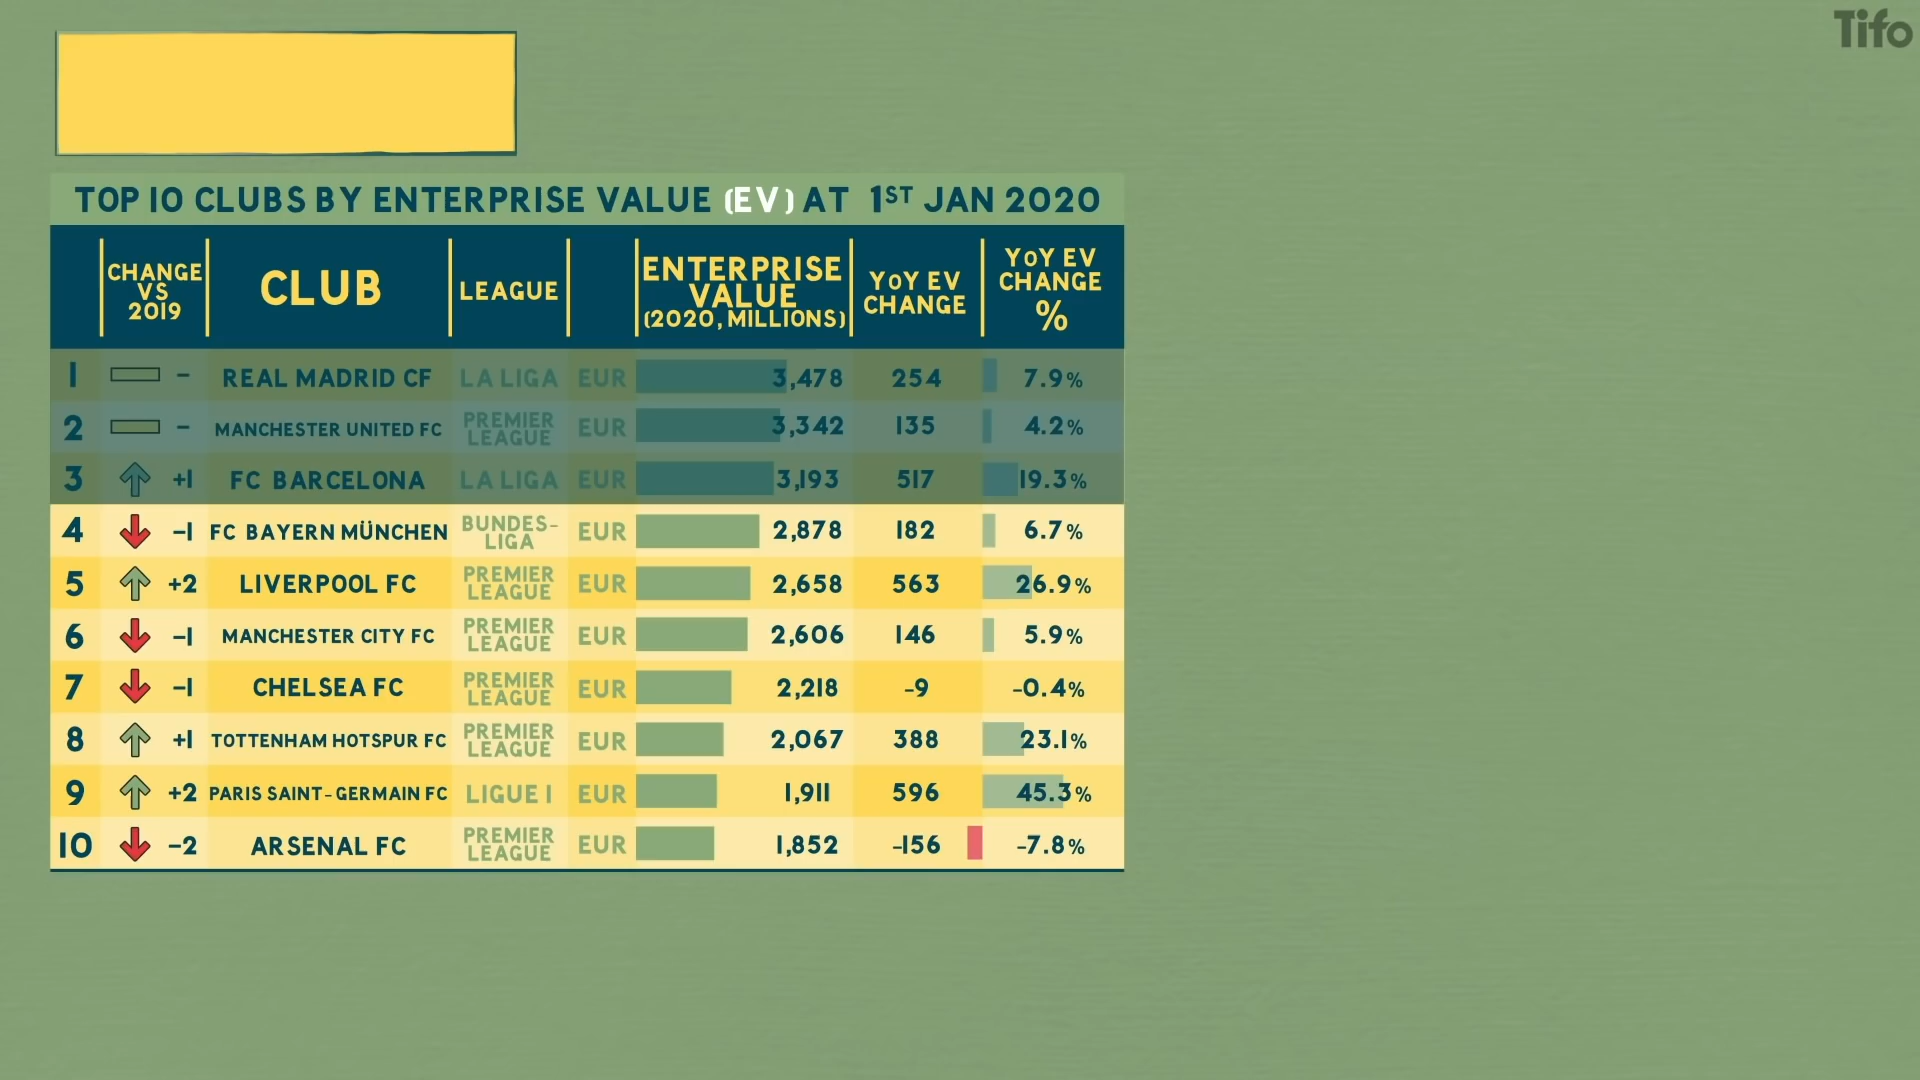 Tifo
TOP 10 CLUBS BY ENTERPRISE VALUE (EV) AT 1ST JAN 2020
CHANGE VS 2019 CLUB LEAGUE ENTERPRISE VALUE (2020, MILLIONS) YoY EV CHANGE YoY EV CHANGE %
1 – REAL MADRID CF LA LIGA EUR 3,478 254 7.9%
2 – MANCHESTER UNITED FC PREMIER LEAGUE EUR 3,342 135 4.2%
3 +1 FC BARCELONA LA LIGA EUR 3,193 517 19.3%
4 –1 FC BAYERN MÜNCHEN BUNDES-LIGA EUR 2,878 182 6.7%
5 +2 LIVERPOOL FC PREMIER LEAGUE EUR 2,658 563 26.9%
6 –1 MANCHESTER CITY FC PREMIER LEAGUE EUR 2,606 146 5.9%
7 –1 CHELSEA FC PREMIER LEAGUE EUR 2,218 -9 -0.4%
8 +1 TOTTENHAM HOTSPUR FC PREMIER LEAGUE EUR 2,067 388 23.1%
9 +2 PARIS SAINT-GERMAIN FC LIGUE 1 EUR 1,911 596 45.3%
10 –2 ARSENAL FC PREMIER LEAGUE EUR 1,852 -156 -7.8%